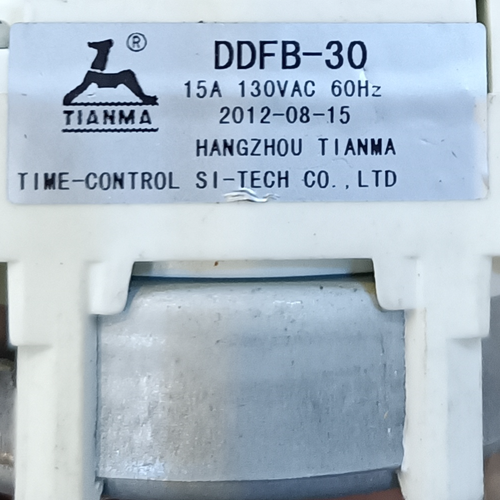 ®
TIANMA
DDFB-30
15A 130VAC 60Hz
2012-08-15
HANGZHOU TIANMA
TIME-CONTROL SI-TECH CO.,LTD